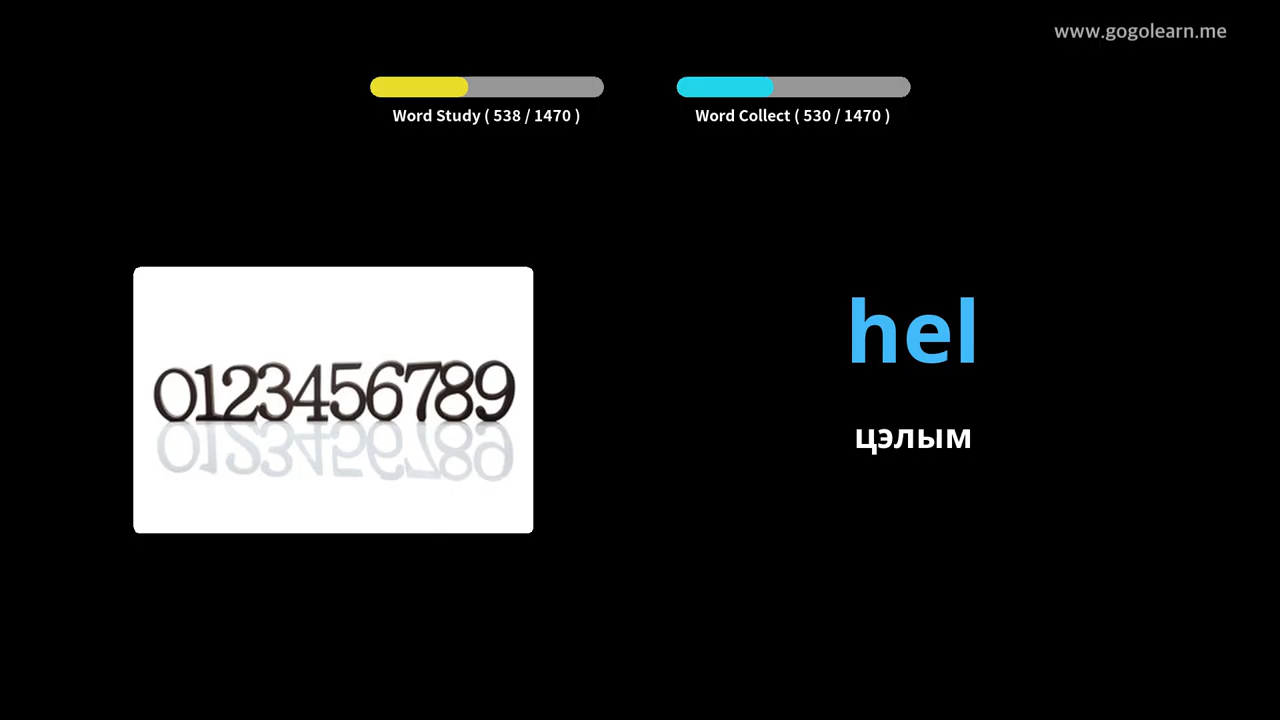 www.gogolearn.me
Word Study ( 538 / 1470 )
Word Collect ( 530 / 1470 )
0123456789
hel
цэлым